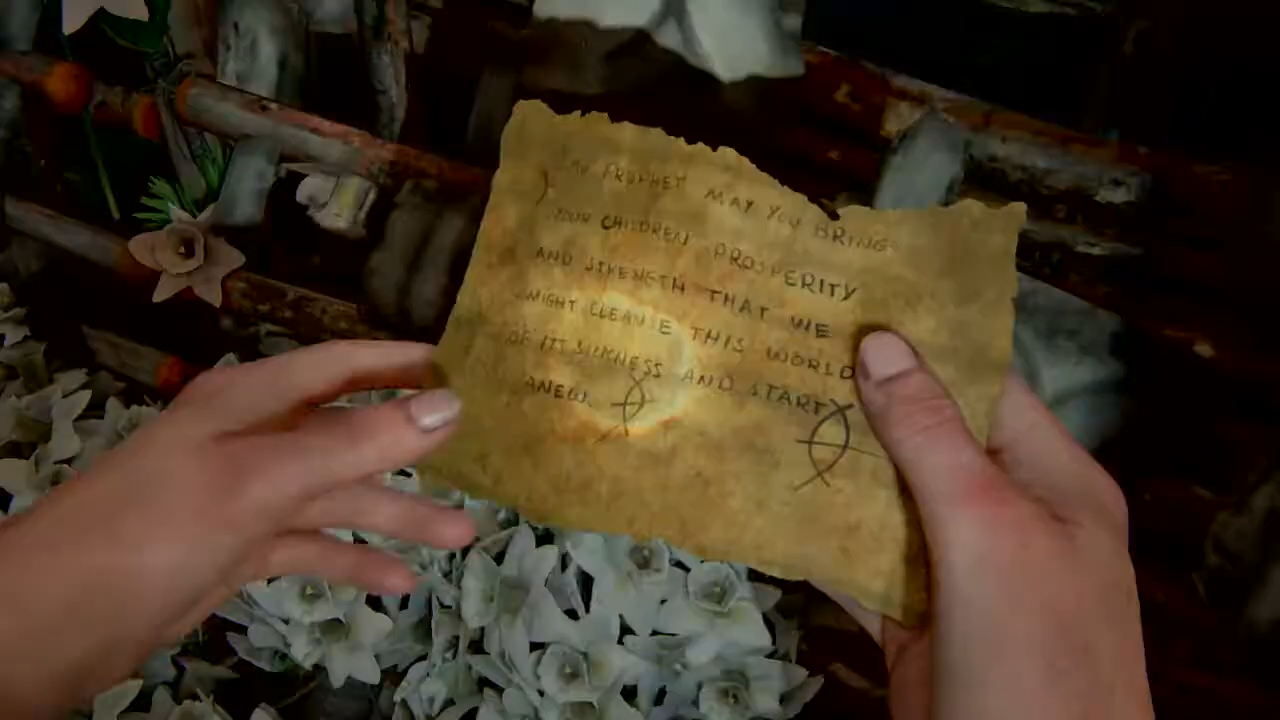 MY PROPHET MAY YOU BRING
YOUR CHILDREN PROSPERITY
AND STRENGTH THAT WE
MIGHT CLEANSE THIS WORLD
OF ITS SICKNESS AND START
ANEW.